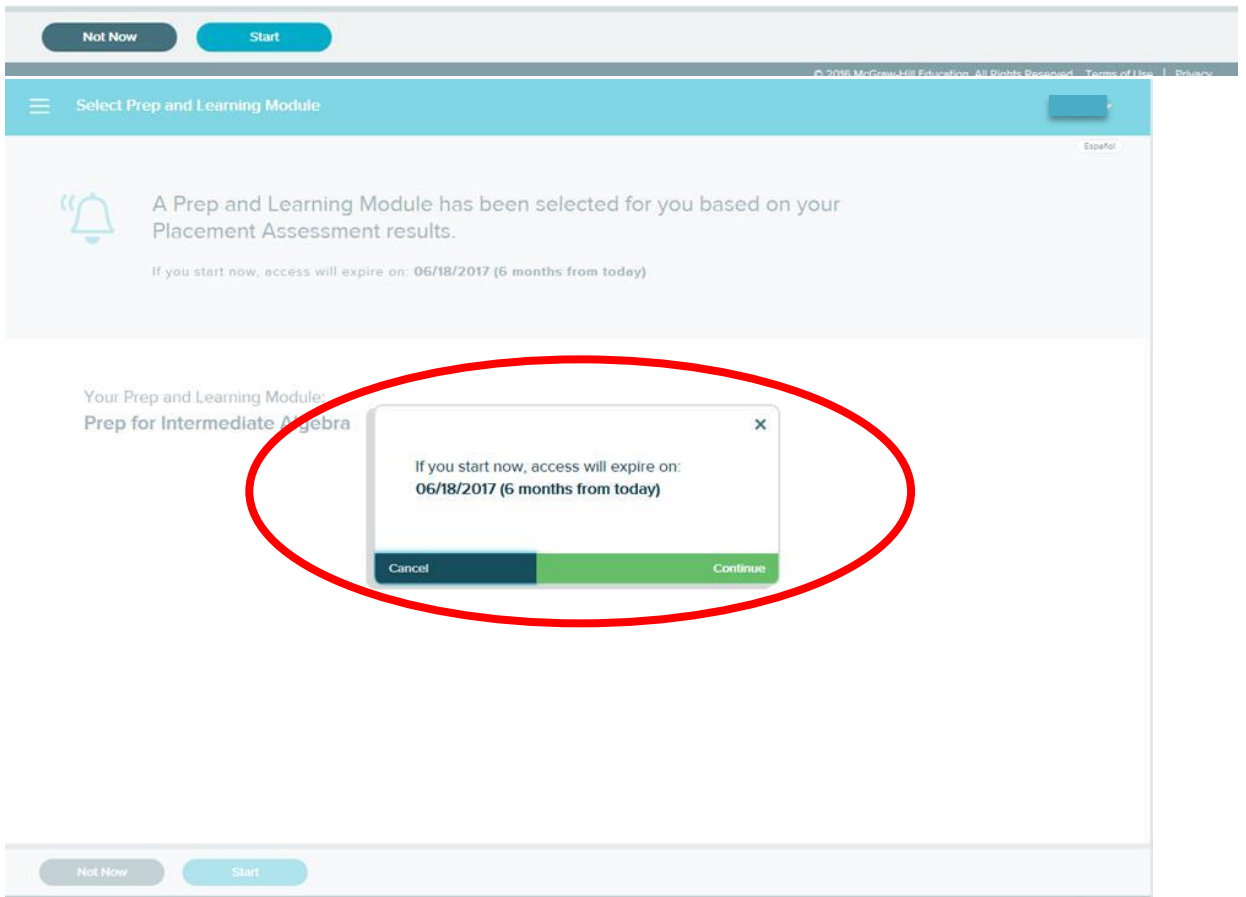 Not Now Start
© 2016 McGraw-Hill Education. All Rights Reserved. Terms of Use | Privacy
Select Prep and Learning Module
Español
A Prep and Learning Module has been selected for you based on your
Placement Assessment results.
If you start now, access will expire on: 06/18/2017 (6 months from today)
Your Prep and Learning Module:
Prep for Intermediate Algebra
If you start now, access will expire on:
06/18/2017 (6 months from today)
Cancel Continue
Not Now Start